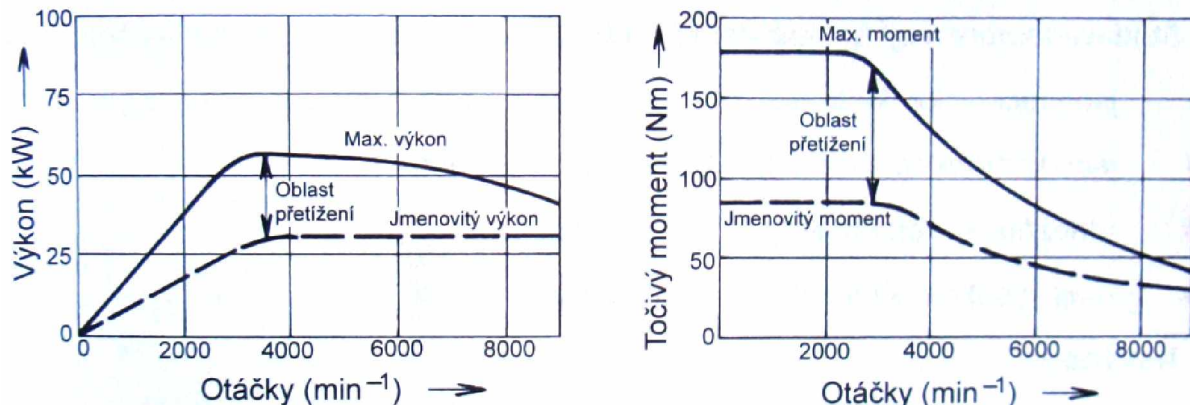 100
75
50
25
0
Výkon (kW)
Max. výkon
Oblast
přetížení
Jmenovitý výkon
0 2000 4000 6000 8000
Otáčky (min⁻¹)
200
150
100
50
0
Točivý moment (Nm)
Max. moment
Oblast
přetížení
Jmenovitý moment
2000 4000 6000 8000
Otáčky (min⁻¹)